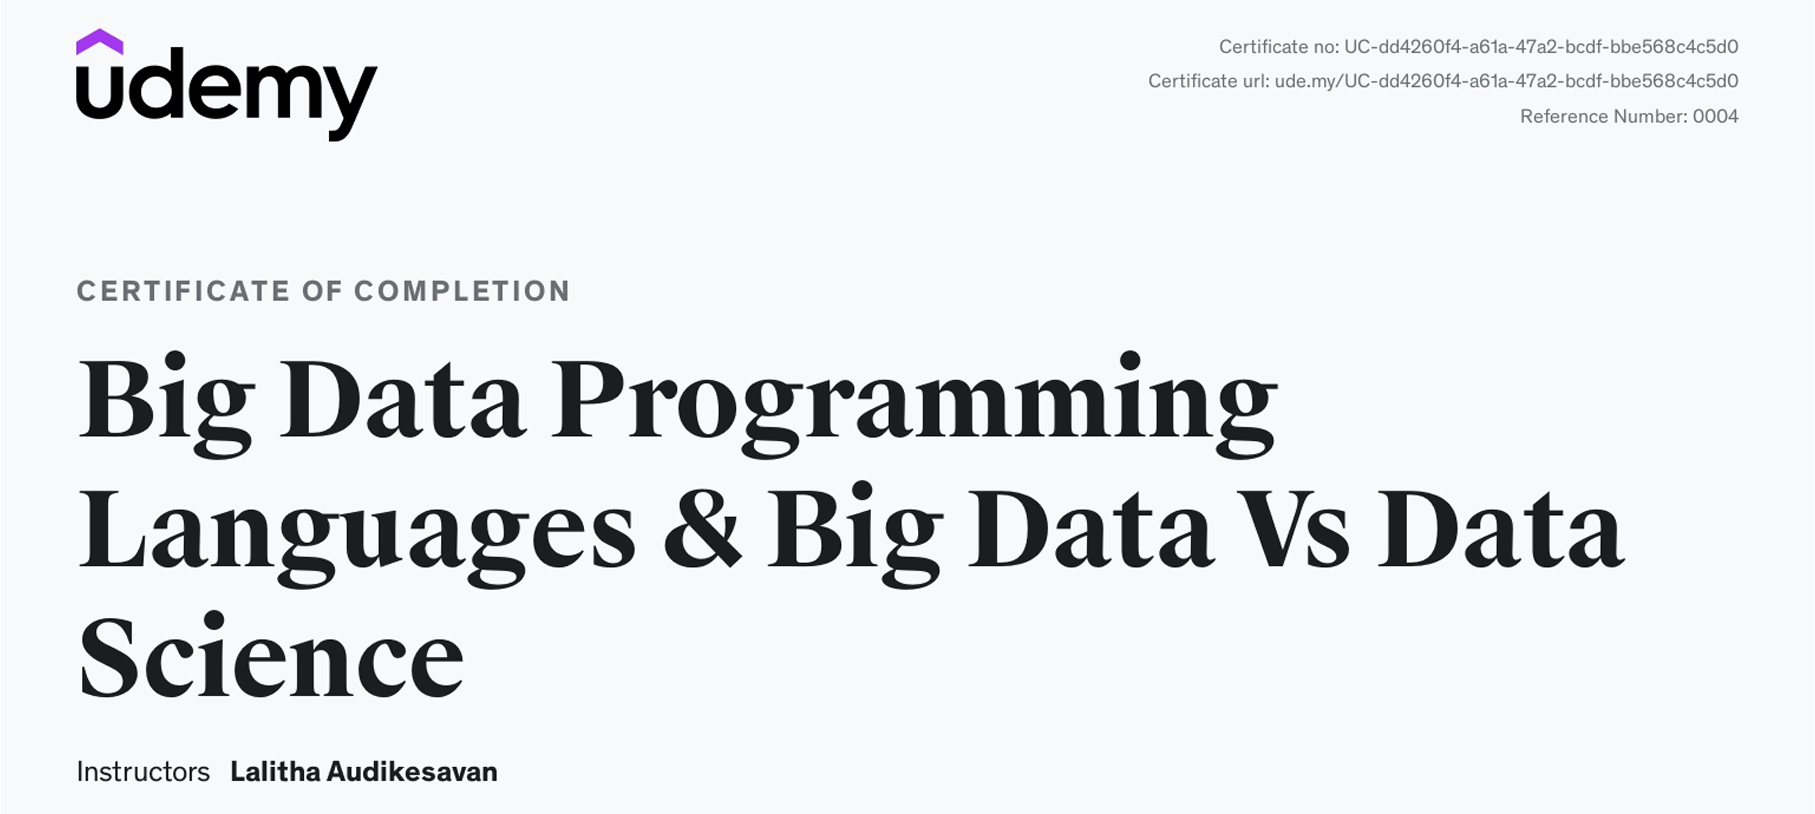 udemy
Certificate no: UC-dd4260f4-a61a-47a2-bcdf-bbe568c4c5d0
Certificate url: ude.my/UC-dd4260f4-a61a-47a2-bcdf-bbe568c4c5d0
Reference Number: 0004
CERTIFICATE OF COMPLETION
Big Data Programming
Languages & Big Data Vs Data
Science
Instructors Lalitha Audikesavan